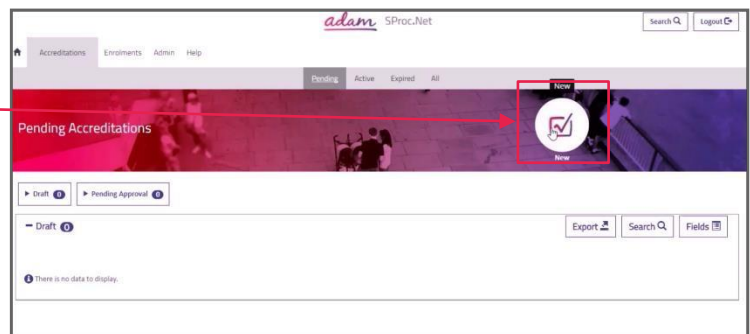 adam SProc.Net
Search
Logout
Accreditations Enrolments Admin Help
Pending Active Expired All
New
Pending Accreditations
New
Draft 0
Pending Approval 0
Draft 0
Export
Search
Fields
There is no data to display.